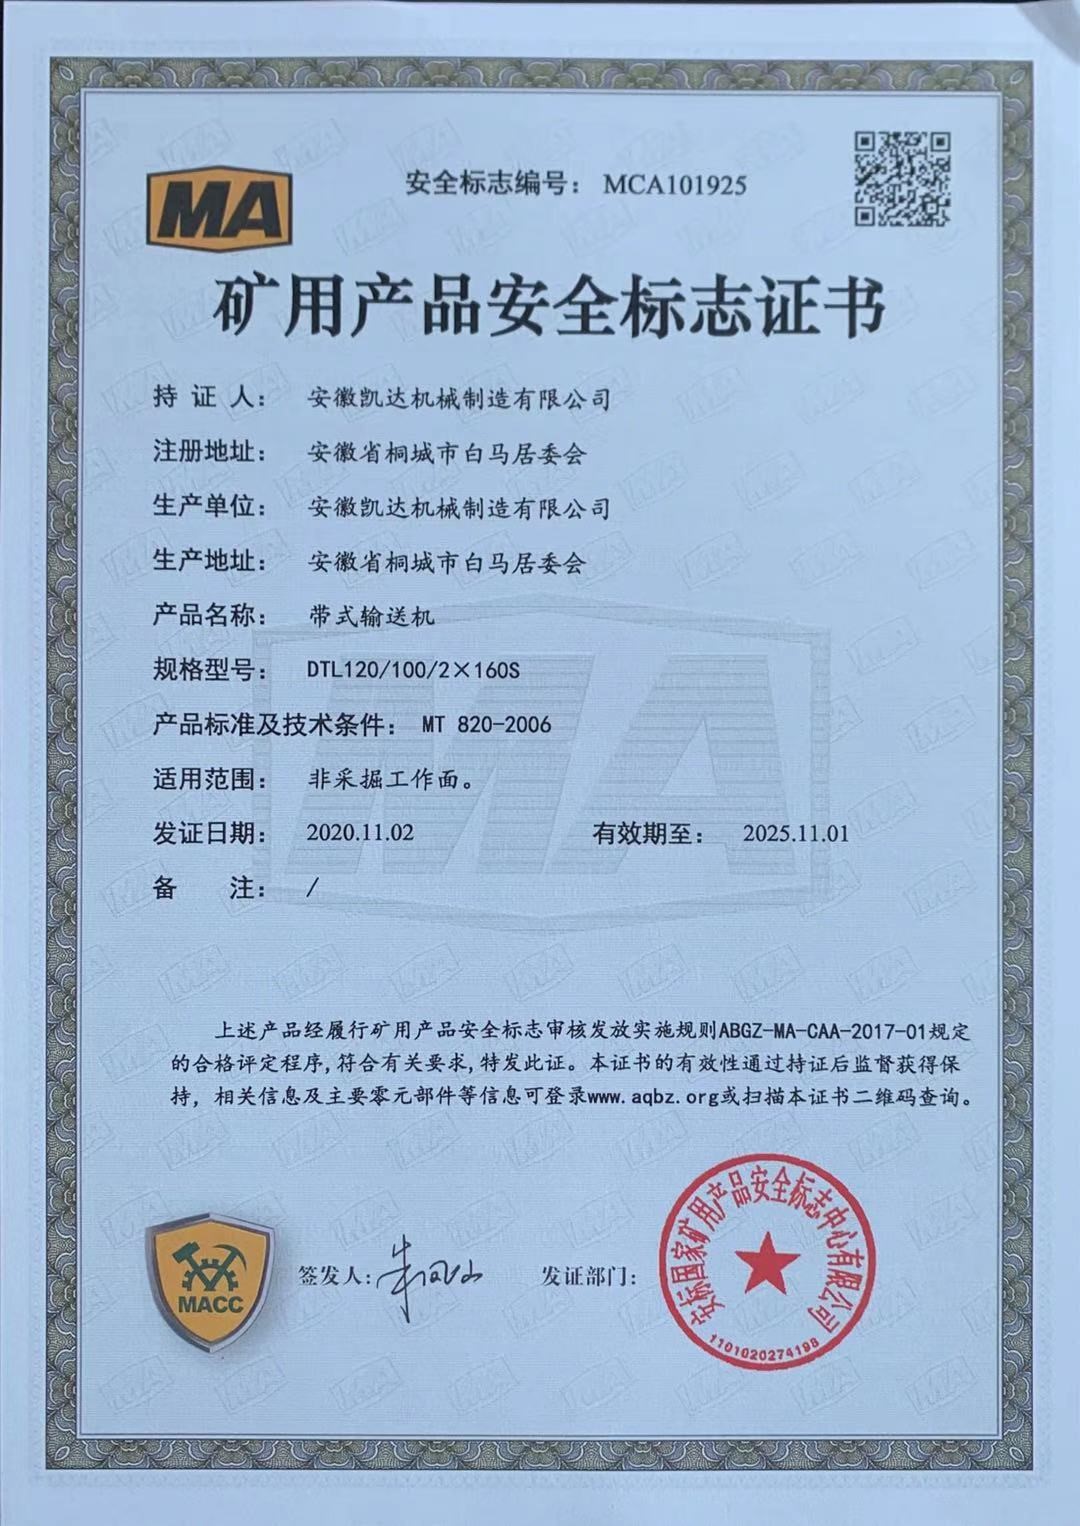 MA
安全标志编号： MCA101925
矿用产品安全标志证书
持 证 人： 安徽凯达机械制造有限公司
注册地址： 安徽省桐城市白马居委会
生产单位： 安徽凯达机械制造有限公司
生产地址： 安徽省桐城市白马居委会
产品名称： 带式输送机
规格型号： DTL120/100/2×160S
产品标准及技术条件： MT 820-2006
适用范围： 非采掘工作面。
发证日期： 2020.11.02 有效期至： 2025.11.01
备 注： /
上述产品经履行矿用产品安全标志审核发放实施规则ABGZ-MA-CAA-2017-01规定
的合格评定程序,符合有关要求,特发此证。本证书的有效性通过持证后监督获得保
持，相关信息及主要零元部件等信息可登录www.aqbz.org或扫描本证书二维码查询。
MACC
签发人:
发证部门:
安标国家矿用产品安全标志中心有限公司
1101020274198